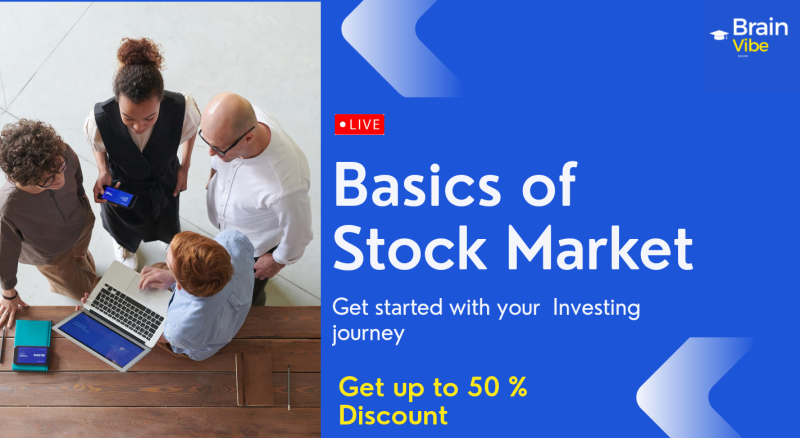 Brain
Vibe
LIVE
Basics of
Stock Market
Get started with your  Investing
journey
Get up to 50 %
Discount